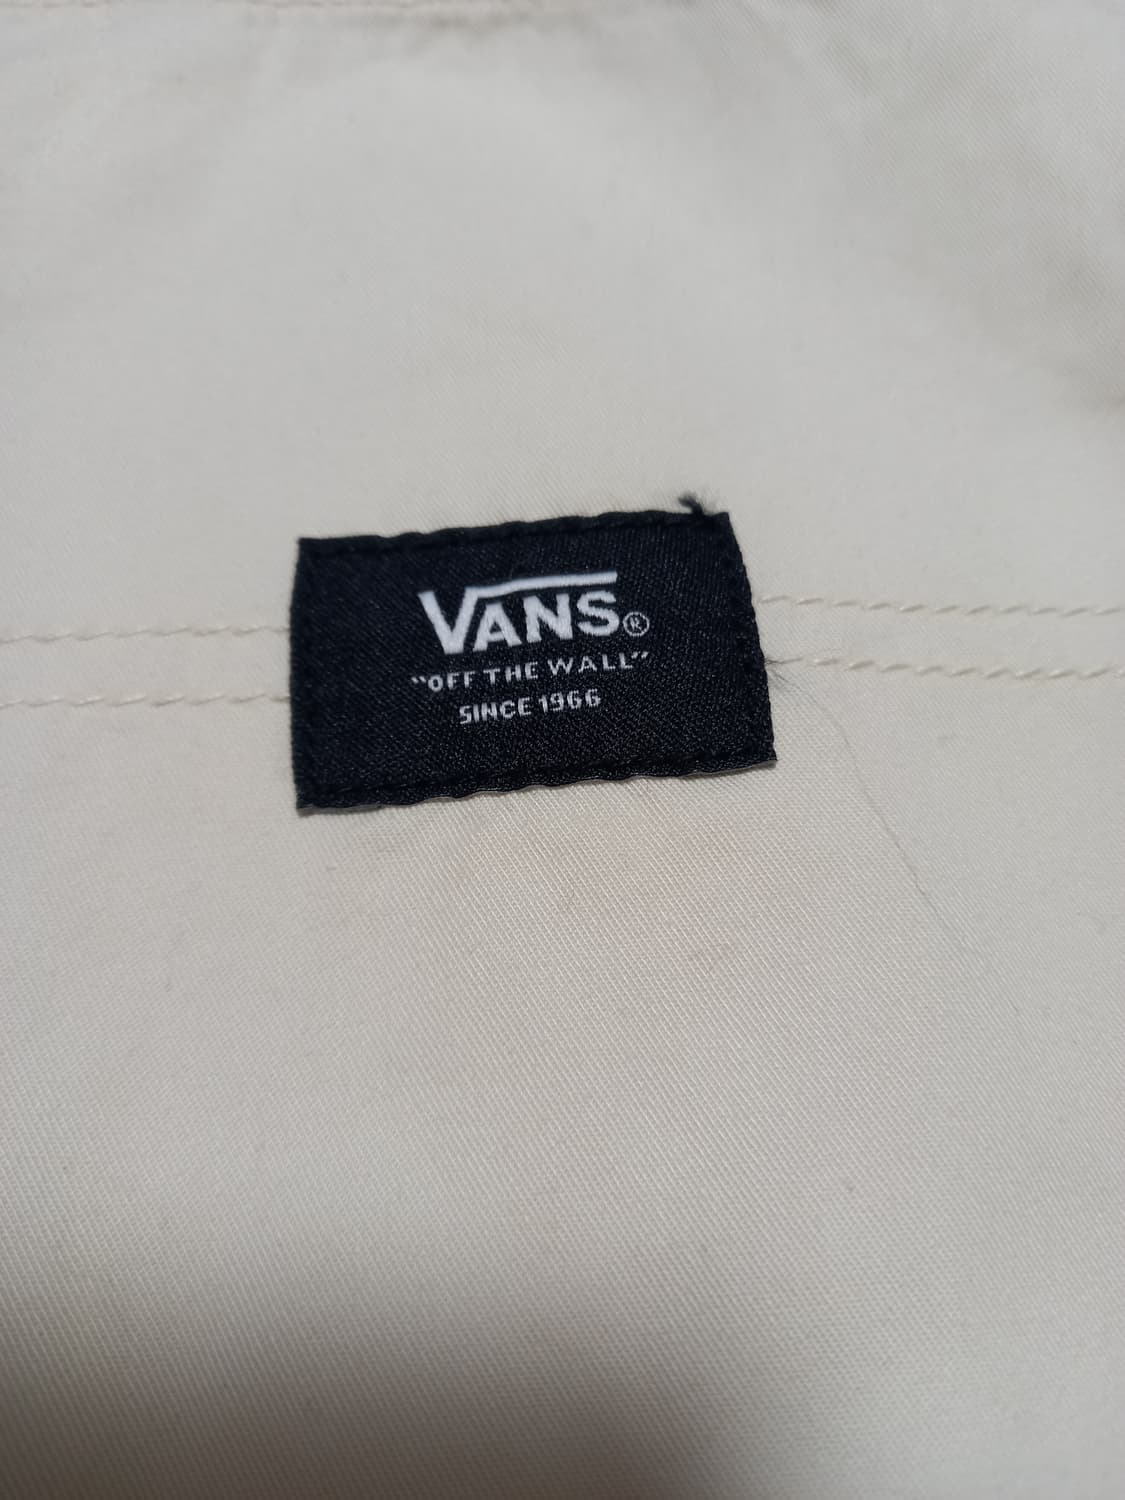 VANS®
"OFF THE WALL"
SINCE 1966